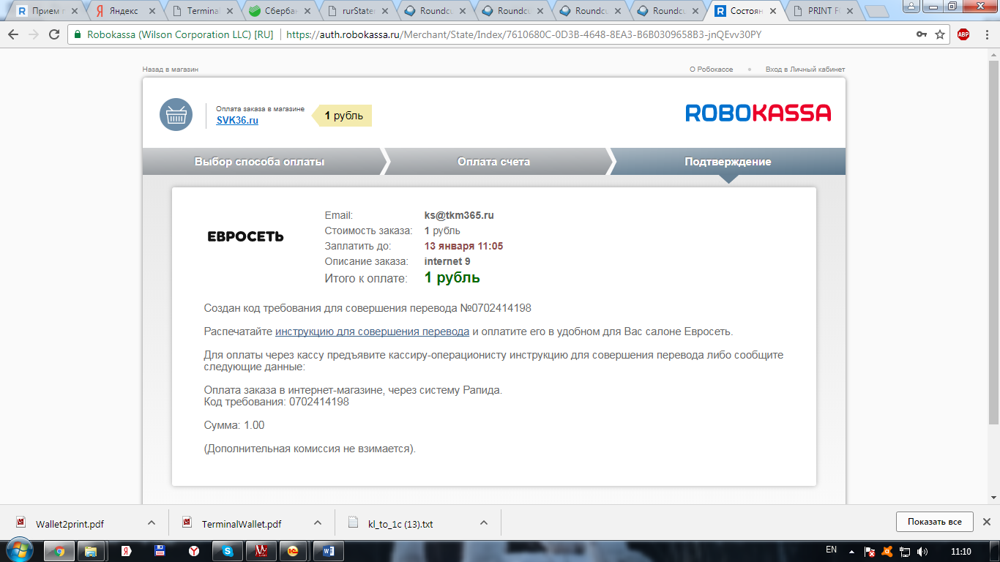 Прием п
Яндекс
Terminal
Сбербан
rurState
Roundcu
Roundcu
Roundcu
Roundcu
Состоян
PRINT F
Robokassa (Wilson Corporation LLC) [RU]
https://auth.robokassa.ru/Merchant/State/Index/7610680C-0D3B-4648-8EA3-B6B0309658B3-jnQEvv30PY
ABP
Назад в магазин
О Робокассе
Вход в Личный кабинет
Оплата заказа в магазине
SVK36.ru
1 рубль
ROBOKASSA
Выбор способа оплаты
Оплата счета
Подтверждение
ЕВРОСЕТЬ
Email: ks@tkm365.ru
Стоимость заказа: 1 рубль
Заплатить до: 13 января 11:05
Описание заказа: internet 9
Итого к оплате: 1 рубль
Создан код требования для совершения перевода №0702414198
Распечатайте инструкцию для совершения перевода и оплатите его в удобном для Вас салоне Евросеть.
Для оплаты через кассу предъявите кассиру-операционисту инструкцию для совершения перевода либо сообщите
следующие данные:
Оплата заказа в интернет-магазине, через систему Рапида.
Код требования: 0702414198
Сумма: 1.00
(Дополнительная комиссия не взимается).
Wallet2print.pdf
TerminalWallet.pdf
kl_to_1c (13).txt
Показать все
EN
11:10